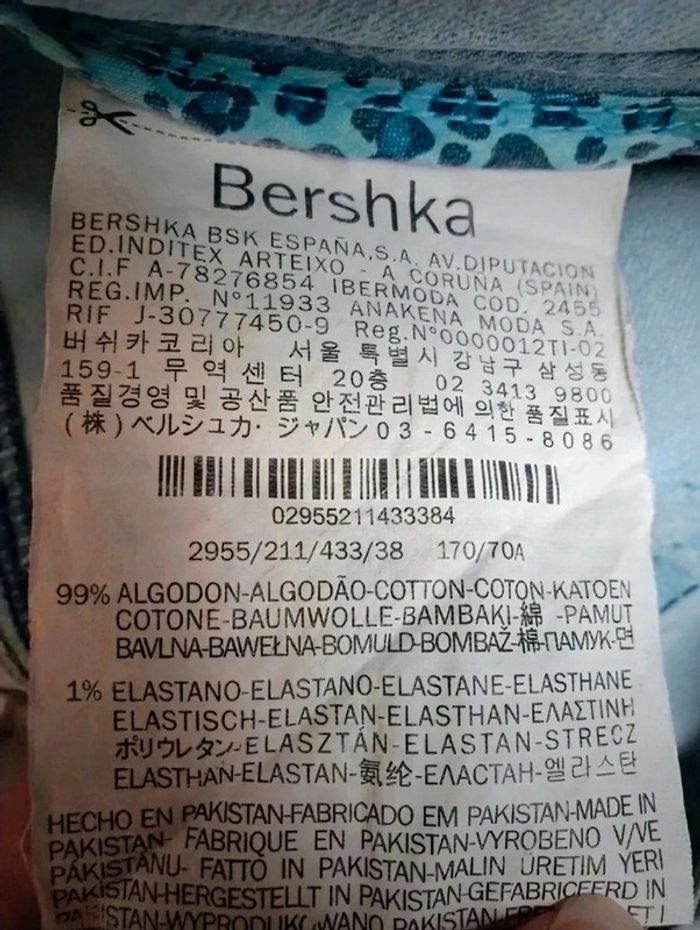 Bershka
BERSHKA BSK ESPAÑA,S.A. AV.DIPUTACION
ED.INDITEX ARTEIXO - A CORUÑA (SPAIN)
C.I.F A-78276854 IBERMODA COD. 2455
REG.IMP. N°11933 ANAKENA MODA S.A.
RIF J-30777450-9 Reg.N°0000012TI-02
버쉬카코리아 서울 특별시 강남구 삼성동
159-1 무역센터 20층 02 3413 9800
품질경영 및 공산품 안전관리법에 의한 품질표시
(株)ベルシュカ・ジャパン03-6415-8086
02955211433384
2955/211/433/38 170/70A
99% ALGODON-ALGODÃO-COTTON-COTON-KATOEN
COTONE-BAUMWOLLE-BAMBAKI-綿 -PAMUT
BAVLNA-BAWEŁNA-BOMULD-BOMBAŽ-棉-ПАМУК-면
1% ELASTANO-ELASTANO-ELASTANE-ELASTHANE
ELASTISCH-ELASTAN-ELASTHAN-ΕΛΑΣΤΙΝΗ
ポリウレタン-ELASZTÁN-ELASTAN-STRECZ
ELASTHAN-ELASTAN-氨纶-ЕЛАСТАН-엘라스탄
HECHO EN PAKISTAN-FABRICADO EM PAKISTAN-MADE IN
PAKISTAN- FABRIQUE EN PAKISTAN-VYROBENO V/VE
PÁKISTÁNU- FATTO IN PAKISTAN-MALIN ÜRETIM YERI
PAKISTAN-HERGESTELLT IN PAKISTAN-GEFABRICEERD IN